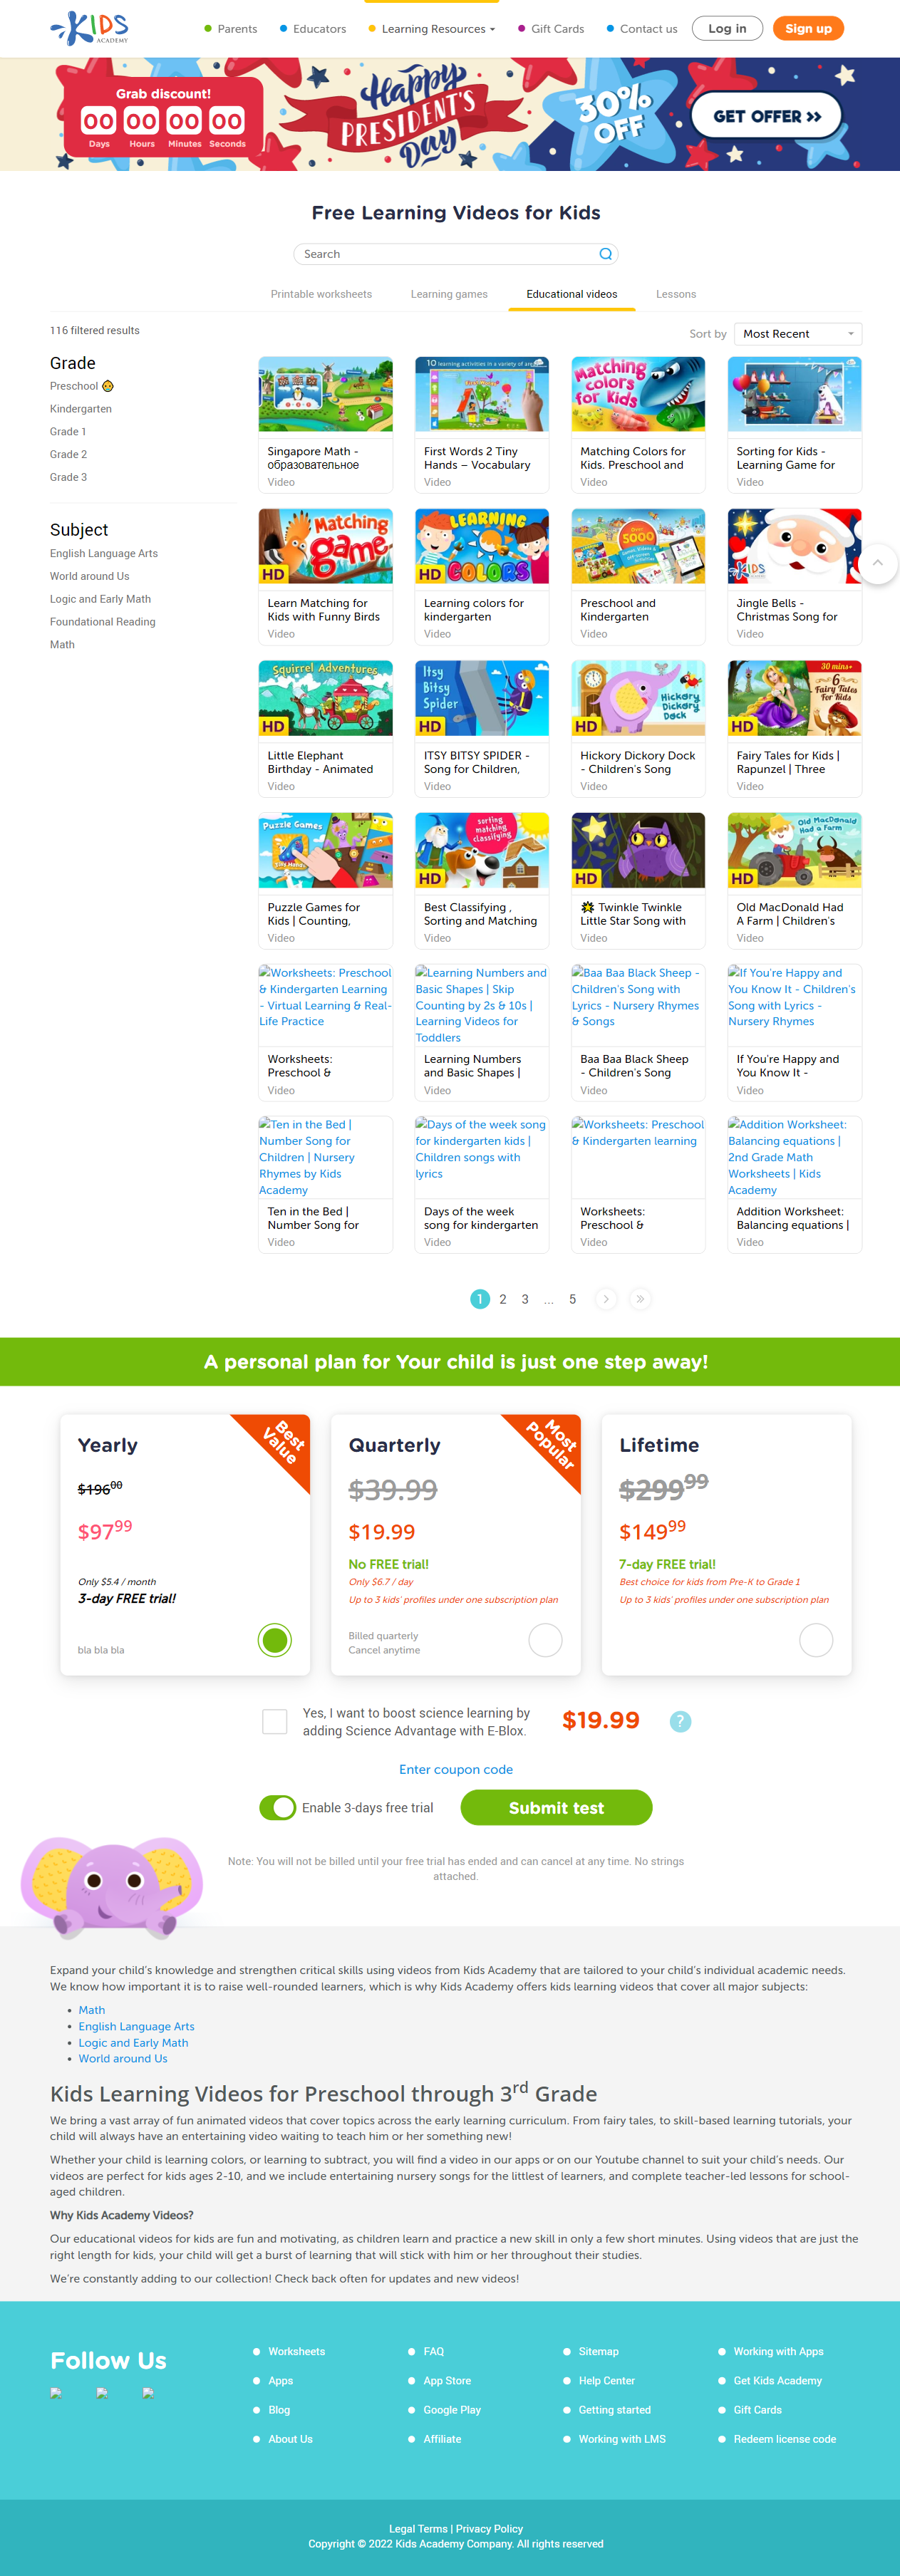 KIDS
ACADEMY
Parents
Educators
Learning Resources
Gift Cards
Contact us
Log in
Sign up
Grab discount!
00 00 00 00
Days Hours Minutes Seconds
Happy
PRESIDENT'S
Day
30%
OFF
GET OFFER >>
Free Learning Videos for Kids
Search
Printable worksheets
Learning games
Educational videos
Lessons
116 filtered results
Sort by
Most Recent
Grade
Preschool
Kindergarten
Grade 1
Grade 2
Grade 3
Subject
English Language Arts
World around Us
Logic and Early Math
Foundational Reading
Math
Singapore Math -
образовательное
Video
10 learning activities in a variety of
First Words 2 Tiny
Hands – Vocabulary
Video
Matching
colors
for Kids
Matching Colors for
Kids. Preschool and
Video
Sorting for Kids -
Learning Game for
Video
Matching
game
HD
Learn Matching for
Kids with Funny Birds
Video
LEARNING
COLORS
HD
Learning colors for
kindergarten
Video
Over
5000
Preschool and
Kindergarten
Video
KIDS
Jingle Bells -
Christmas Song for
Video
Squirrel Adventures
HD
Little Elephant
Birthday - Animated
Video
Itsy
Bitsy
Spider
HD
ITSY BITSY SPIDER -
Song for Children,
Video
Hickory
Dickory
Dock
HD
Hickory Dickory Dock
- Children's Song
Video
30 mins+
6
Fairy Tales
For Kids
HD
Fairy Tales for Kids |
Rapunzel | Three
Video
Puzzle Games
Puzzle Games for
Kids | Counting,
Video
sorting
matching
classifying
HD
Best Classifying ,
Sorting and Matching
Video
HD
Twinkle Twinkle
Little Star Song with
Video
Old MacDonald
Had a Farm
HD
Old MacDonald Had
A Farm | Children's
Video
Worksheets: Preschool
& Kindergarten Learning
- Virtual Learning & Real-
Life Practice
Worksheets:
Preschool &
Video
Learning Numbers and
Basic Shapes | Skip
Counting by 2s & 10s |
Learning Videos for
Toddlers
Learning Numbers
and Basic Shapes |
Video
Baa Baa Black Sheep -
Children's Song with
Lyrics - Nursery Rhymes
& Songs
Baa Baa Black Sheep
- Children's Song
Video
If You're Happy and
You Know It - Children's
Song with Lyrics -
Nursery Rhymes
If You're Happy and
You Know It -
Video
Ten in the Bed |
Number Song for
Children | Nursery
Rhymes by Kids
Academy
Ten in the Bed |
Number Song for
Video
Days of the week song
for kindergarten kids |
Children songs with
lyrics
Days of the week
song for kindergarten
Video
Worksheets: Preschool
& Kindergarten learning
Worksheets:
Preschool &
Video
Addition Worksheet:
Balancing equations |
2nd Grade Math
Worksheets | Kids
Academy
Addition Worksheet:
Balancing equations |
Video
1 2 3 ... 5
A personal plan for Your child is just one step away!
Yearly
Best
Value
$196 00
$97 99
Only $5.4 / month
3-day FREE trial!
bla bla bla
Quarterly
Most
Popular
$39.99
$19.99
No FREE trial!
Only $6.7 / day
Up to 3 kids' profiles under one subscription plan
Billed quarterly
Cancel anytime
Lifetime
$299 99
$149 99
7-day FREE trial!
Best choice for kids from Pre-K to Grade 1
Up to 3 kids' profiles under one subscription plan
Yes, I want to boost science learning by
adding Science Advantage with E-Blox.
$19.99
?
Enter coupon code
Enable 3-days free trial
Submit test
Note: You will not be billed until your free trial has ended and can cancel at any time. No strings
attached.
Expand your child's knowledge and strengthen critical skills using videos from Kids Academy that are tailored to your child's individual academic needs.
We know how important it is to raise well-rounded learners, which is why Kids Academy offers kids learning videos that cover all major subjects:
Math
English Language Arts
Logic and Early Math
World around Us
Kids Learning Videos for Preschool through 3rd Grade
We bring a vast array of fun animated videos that cover topics across the early learning curriculum. From fairy tales, to skill-based learning tutorials, your
child will always have an entertaining video waiting to teach him or her something new!
Whether your child is learning colors, or learning to subtract, you will find a video in our apps or on our Youtube channel to suit your child's needs. Our
videos are perfect for kids ages 2-10, and we include entertaining nursery songs for the littlest of learners, and complete teacher-led lessons for school-
aged children.
Why Kids Academy Videos?
Our educational videos for kids are fun and motivating, as children learn and practice a new skill in only a few short minutes. Using videos that are just the
right length for kids, your child will get a burst of learning that will stick with him or her throughout their studies.
We're constantly adding to our collection! Check back often for updates and new videos!
Follow Us
Worksheets
Apps
Blog
About Us
FAQ
App Store
Google Play
Affiliate
Sitemap
Help Center
Getting started
Working with LMS
Working with Apps
Get Kids Academy
Gift Cards
Redeem license code
Legal Terms | Privacy Policy
Copyright © 2022 Kids Academy Company. All rights reserved